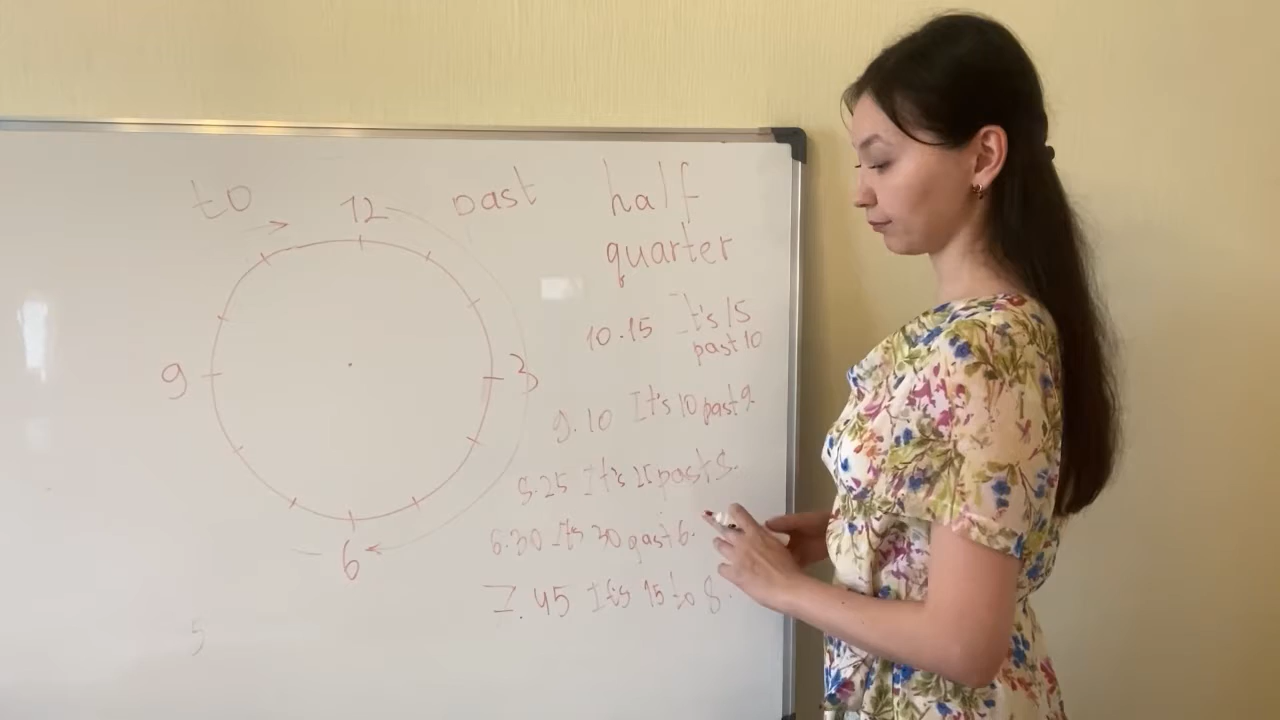 to
12
past
half
quarter
10.15 It's 15
past 10
9
3
9.10 It's 10 past 9.
5.25 It's 25 past 5.
6.30 It's 30 past 6.
6
7.45 It's 15 to 8.
5